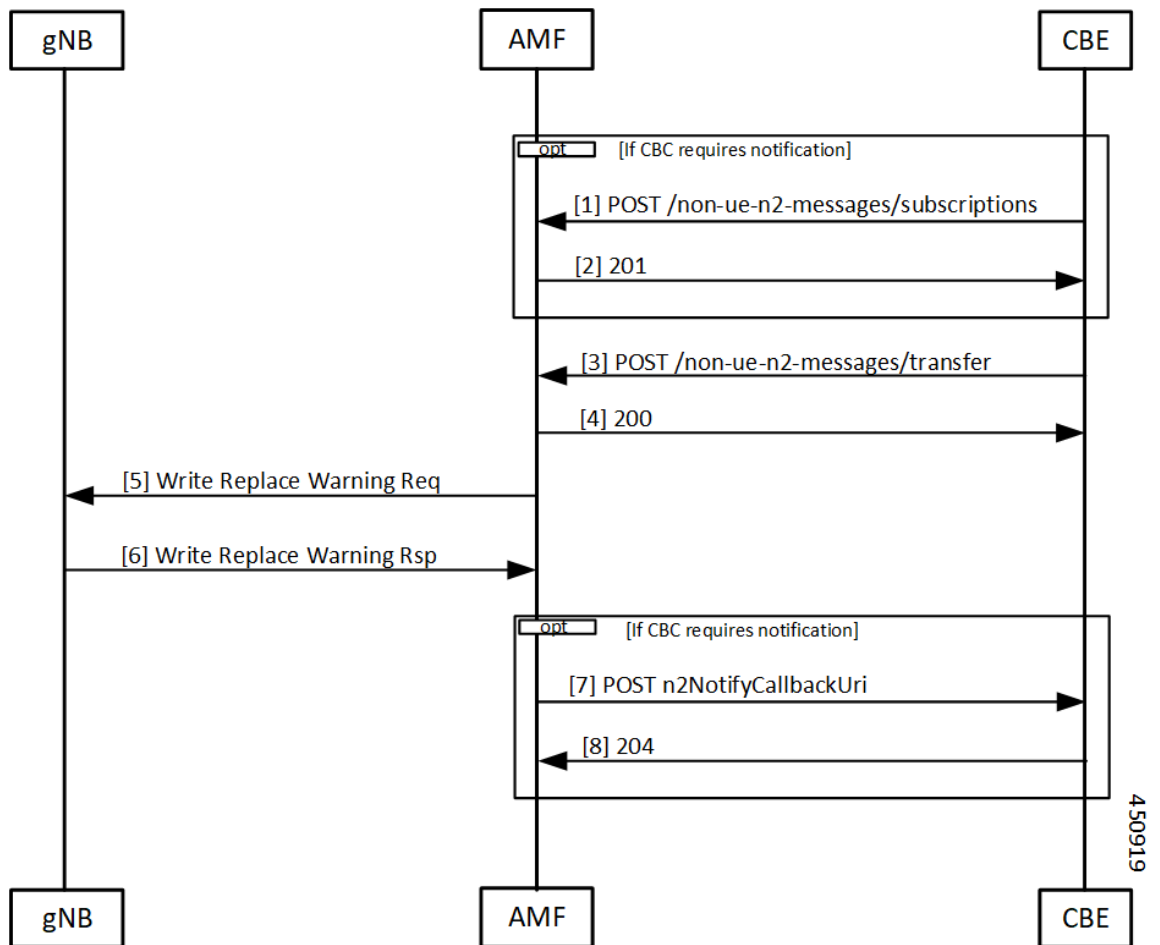 gNB
AMF
CBE
opt
[If CBC requires notification]
[1] POST /non-ue-n2-messages/subscriptions
[2] 201
[3] POST /non-ue-n2-messages/transfer
[4] 200
[5] Write Replace Warning Req
[6] Write Replace Warning Rsp
opt
[If CBC requires notification]
[7] POST n2NotifyCallbackUri
[8] 204
450919
gNB
AMF
CBE